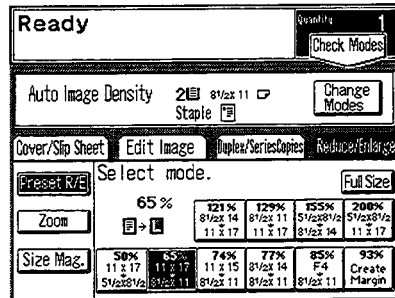 Ready
Quantity 1
Check Modes
Auto Image Density 2 8½x 11
Staple
Change Modes
Cover/Slip Sheet Edit Image Duplex/SeriesCopies Reduce/Enlarge
Preset R/E Select mode. Full Size
65%
Zoom
121% 129% 155% 200%
8½x 14 8½x 11 5½x8½ 5½x8½
11 x 17 11 x 17 11 x 17
Size Mag.
50% 65% 74% 77% 85% 93%
11 x 17 11 x 17 11 x 15 8½x 14 F4 Create
5½x8½ 8½x 11 8½x 11 8½x 11 8½x 11 Margin